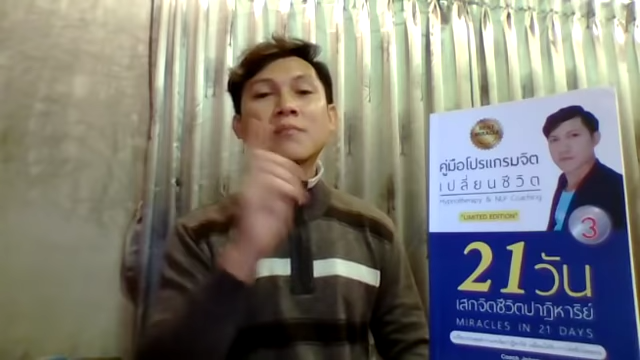 คู่มือโปรแกรมจิต
เปลี่ยนชีวิต
Hypnotherapy & NLP Coaching
"LIMITED EDITION"
3
21 วัน
เสกจิตชีวิตปาฏิหาริย์
MIRACLES IN 21 DAYS
Coach